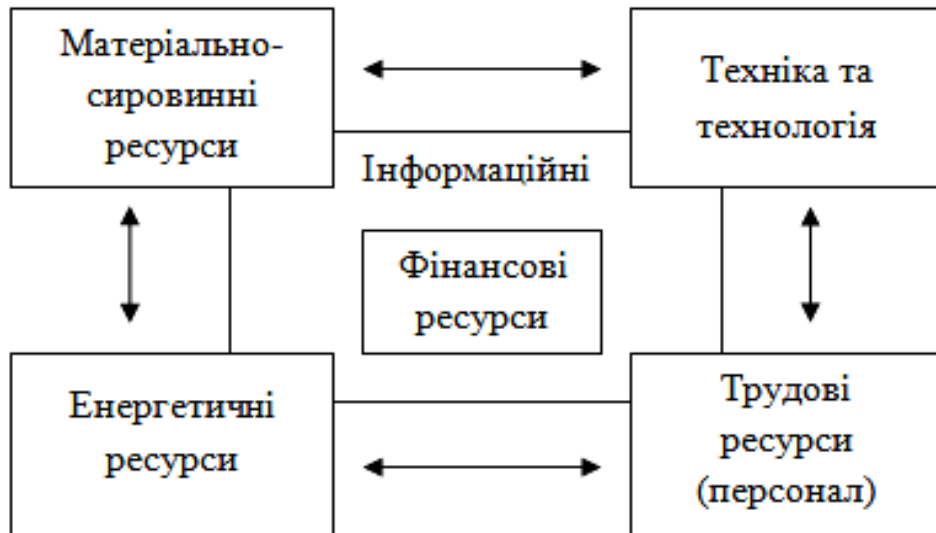 Матеріально-
сировинні
ресурси
Техніка та
технологія
Інформаційні
Фінансові
ресурси
Енергетичні
ресурси
Трудові
ресурси
(персонал)